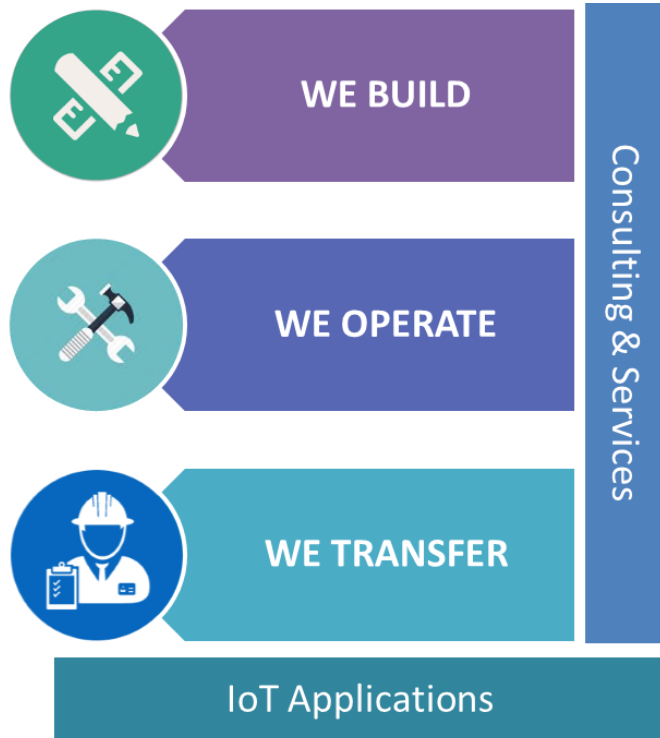 WE BUILD
WE OPERATE
WE TRANSFER
Consulting & Services
IoT Applications